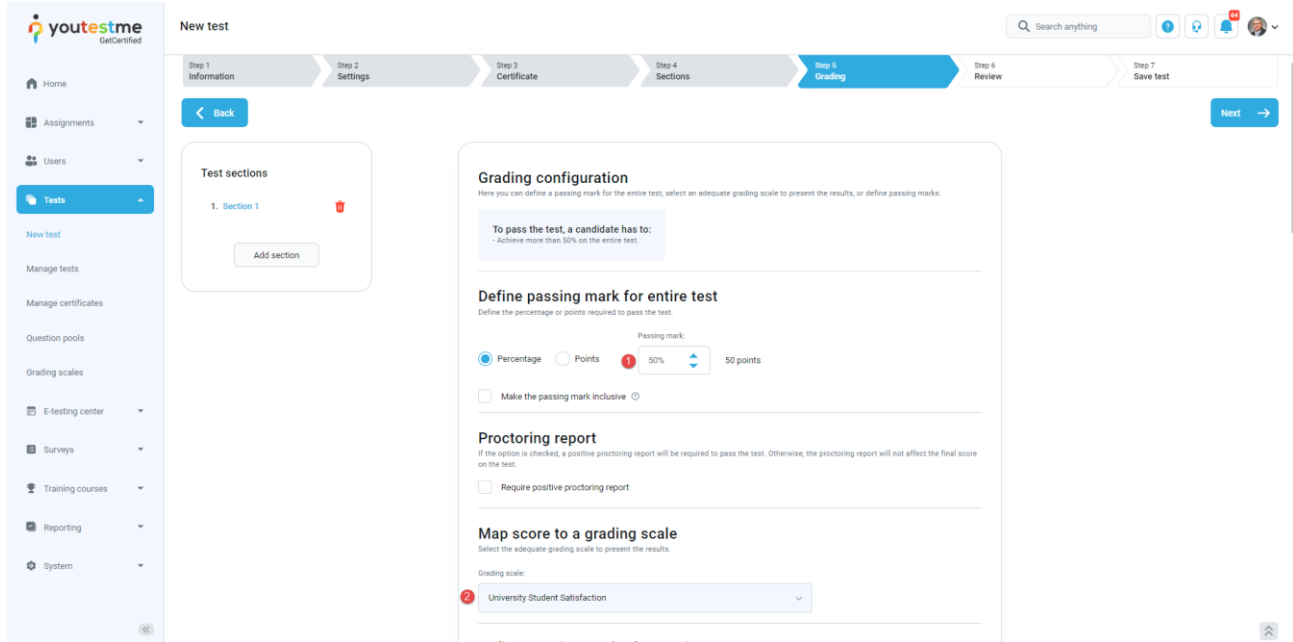 youtestme
GetCertified
New test
Search anything
?
64
Step 1
Information
Step 2
Settings
Step 3
Certificate
Step 4
Sections
Step 5
Grading
Step 6
Review
Step 7
Save test
Back
Next
Home
Assignments
Users
Tests
New test
Manage tests
Manage certificates
Question pools
Grading scales
E-testing center
Surveys
Training courses
Reporting
System
Test sections
1. Section 1
Add section
Grading configuration
Here you can define a passing mark for the entire test, select an adequate grading scale to present the results, or define passing marks.
To pass the test, a candidate has to:
- Achieve more than 50% on the entire test.
Define passing mark for entire test
Define the percentage or points required to pass the test.
Passing mark:
Percentage Points 1 50% 50 points
Make the passing mark inclusive ?
Proctoring report
If the option is checked, a positive proctoring report will be required to pass the test. Otherwise, the proctoring report will not affect the final score
on the test.
Require positive proctoring report
Map score to a grading scale
Select the adequate grading scale to present the results.
Grading scale:
2 University Student Satisfaction